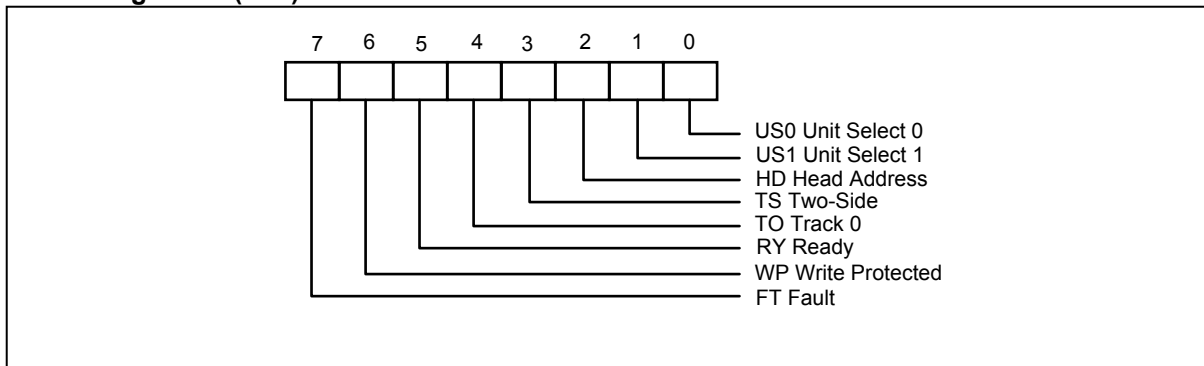 7 6 5 4 3 2 1 0
US0 Unit Select 0
US1 Unit Select 1
HD Head Address
TS Two-Side
TO Track 0
RY Ready
WP Write Protected
FT Fault